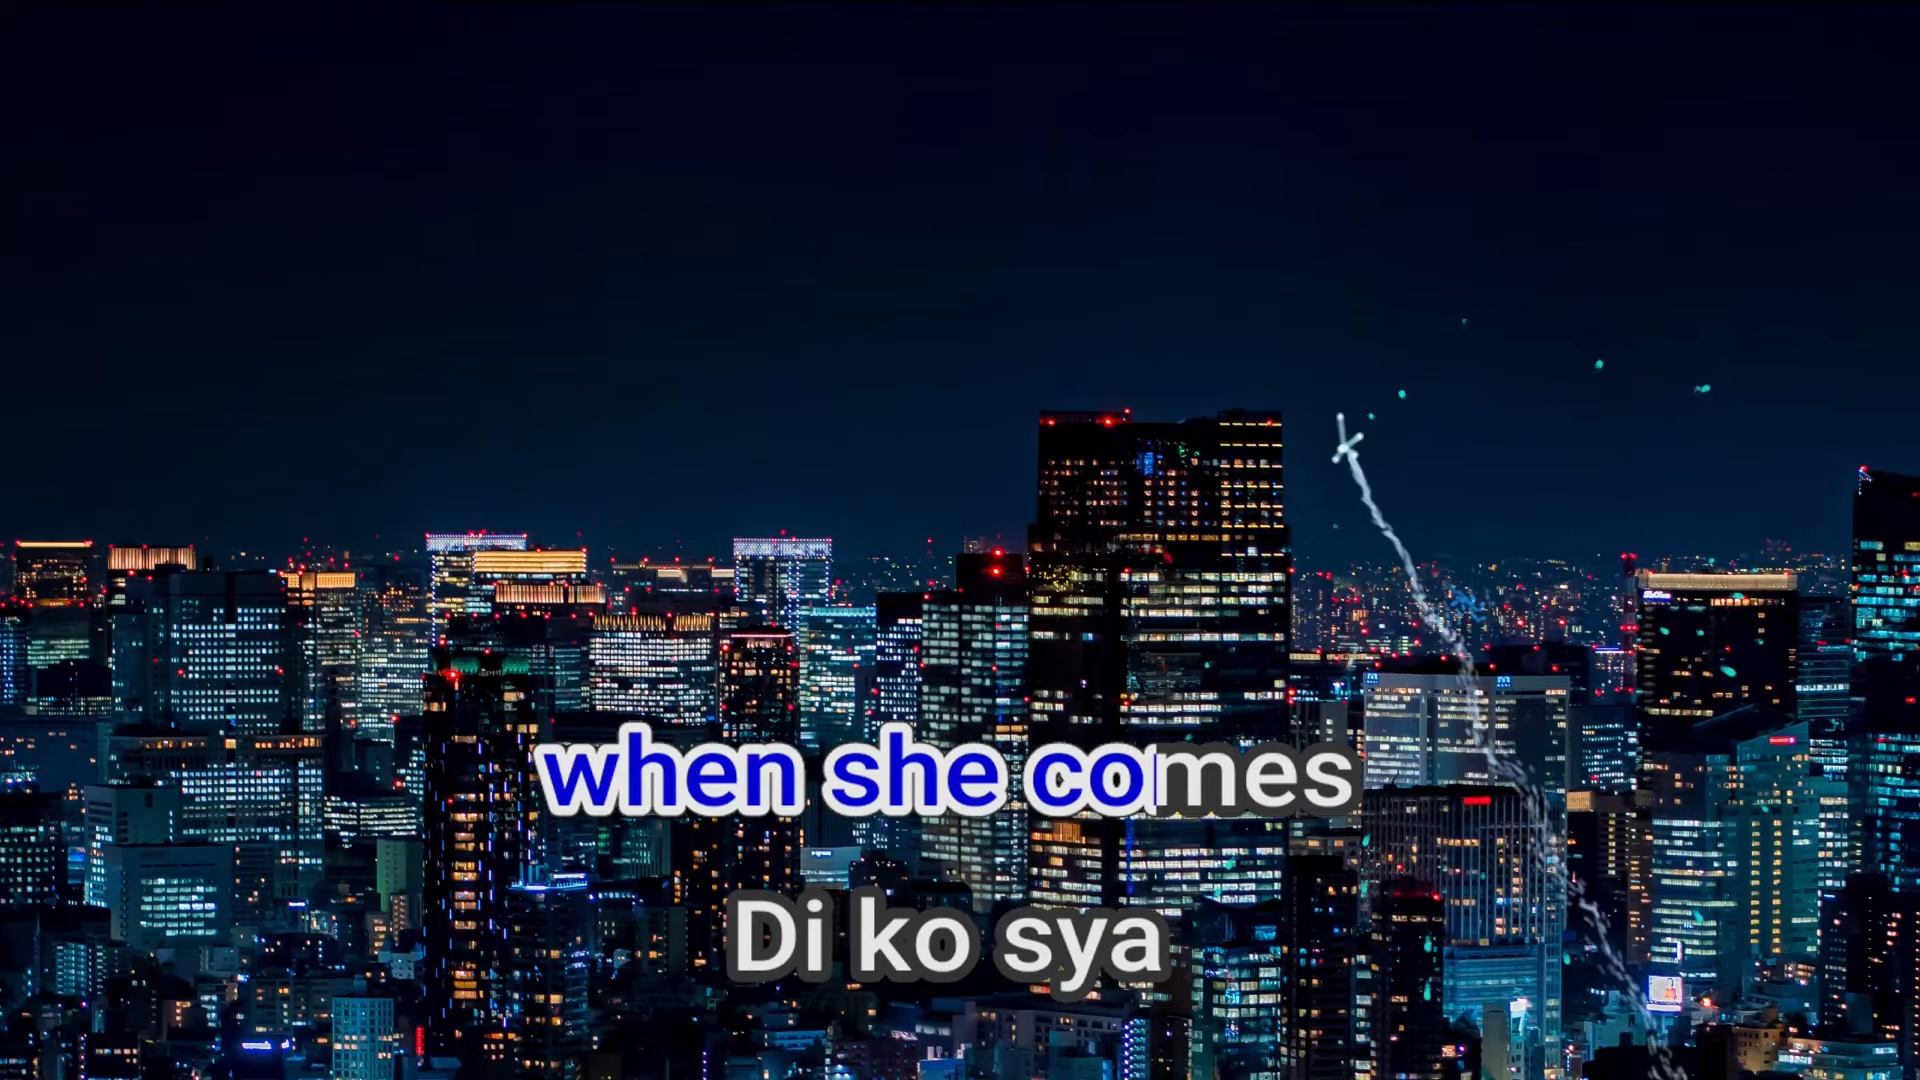 when she comes
Di ko sya